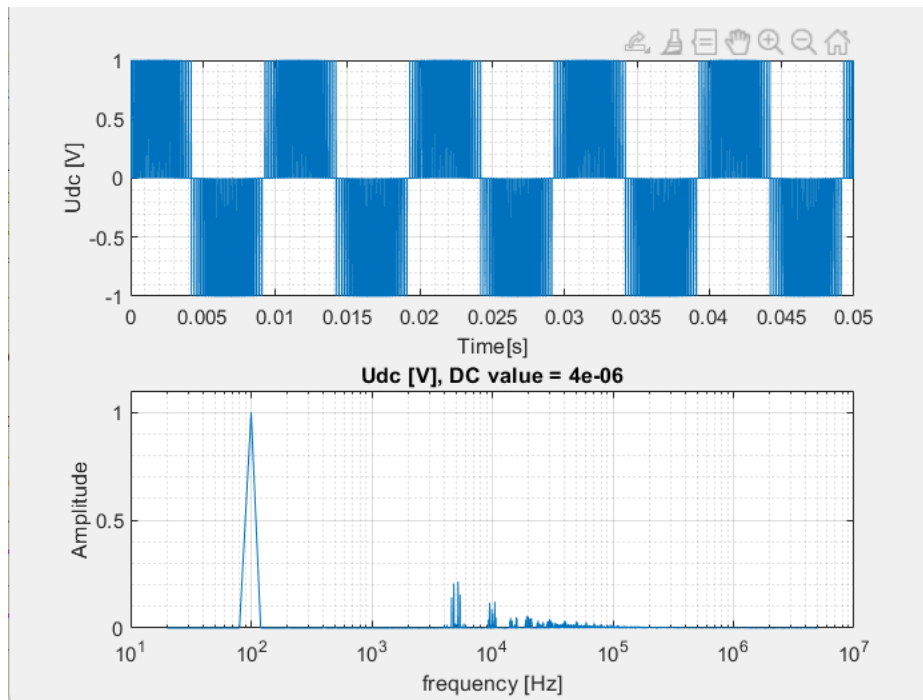 1
0.5
0
-0.5
-1
Udc [V]
0 0.005 0.01 0.015 0.02 0.025 0.03 0.035 0.04 0.045 0.05
Time[s]
Udc [V], DC value = 4e-06
1
0.5
0
Amplitude
10^1 10^2 10^3 10^4 10^5 10^6 10^7
frequency [Hz]